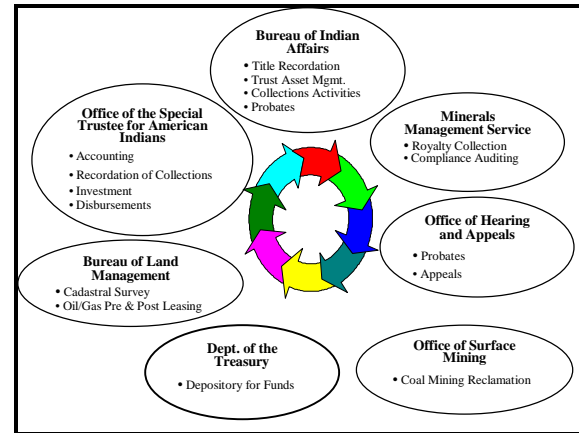 Bureau of Indian
Affairs
• Title Recordation
• Trust Asset Mgmt.
• Collections Activities
• Probates
Office of the Special
Trustee for American
Indians
• Accounting
• Recordation of Collections
• Investment
• Disbursements
Minerals
Management Service
• Royalty Collection
• Compliance Auditing
Office of Hearing
and Appeals
• Probates
• Appeals
Bureau of Land
Management
• Cadastral Survey
• Oil/Gas Pre & Post Leasing
Dept. of the
Treasury
• Depository for Funds
Office of Surface
Mining
• Coal Mining Reclamation